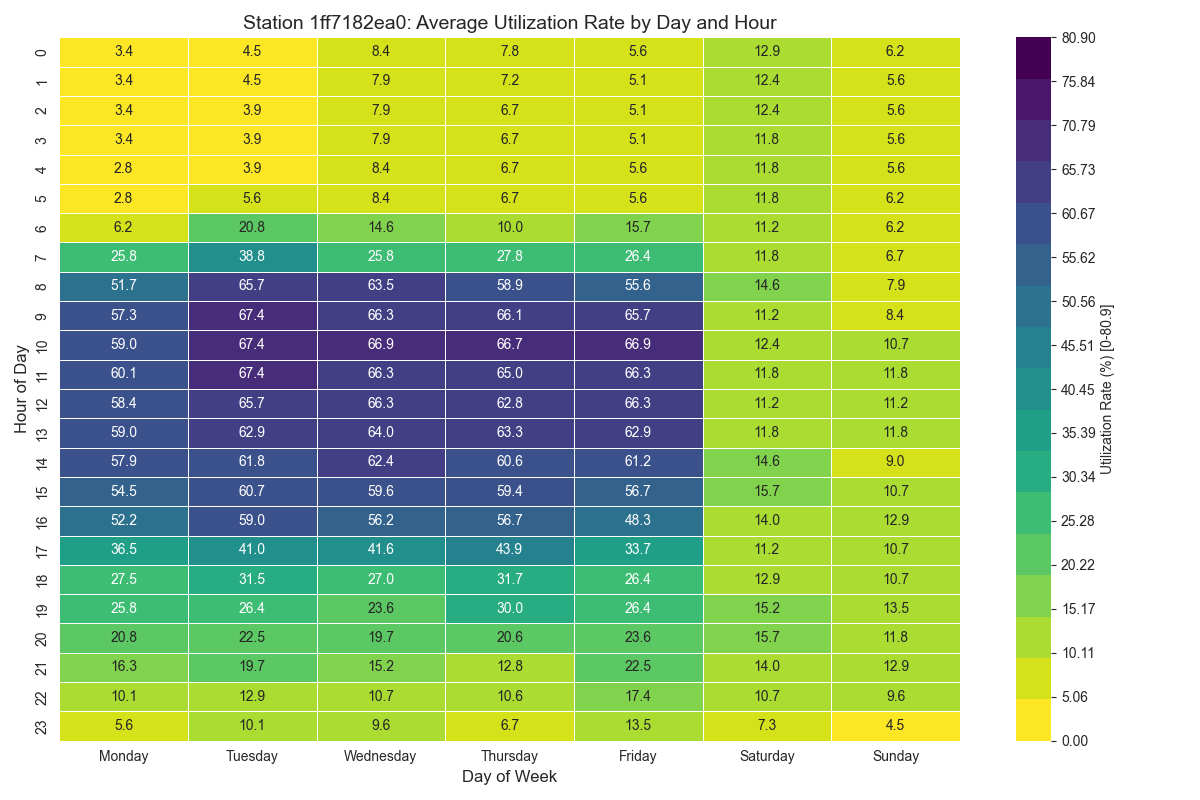 Station 1ff7182ea0: Average Utilization Rate by Day and Hour
0 3.4 4.5 8.4 7.8 5.6 12.9 6.2
1 3.4 4.5 7.9 7.2 5.1 12.4 5.6
2 3.4 3.9 7.9 6.7 5.1 12.4 5.6
3 3.4 3.9 7.9 6.7 5.1 11.8 5.6
4 2.8 3.9 8.4 6.7 5.6 11.8 5.6
5 2.8 5.6 8.4 6.7 5.6 11.8 6.2
6 6.2 20.8 14.6 10.0 15.7 11.2 6.2
7 25.8 38.8 25.8 27.8 26.4 11.8 6.7
8 51.7 65.7 63.5 58.9 55.6 14.6 7.9
9 57.3 67.4 66.3 66.1 65.7 11.2 8.4
10 59.0 67.4 66.9 66.7 66.9 12.4 10.7
11 60.1 67.4 66.3 65.0 66.3 11.8 11.8
12 58.4 65.7 66.3 62.8 66.3 11.2 11.2
13 59.0 62.9 64.0 63.3 62.9 11.8 11.8
14 57.9 61.8 62.4 60.6 61.2 14.6 9.0
15 54.5 60.7 59.6 59.4 56.7 15.7 10.7
16 52.2 59.0 56.2 56.7 48.3 14.0 12.9
17 36.5 41.0 41.6 43.9 33.7 11.2 10.7
18 27.5 31.5 27.0 31.7 26.4 12.9 10.7
19 25.8 26.4 23.6 30.0 26.4 15.2 13.5
20 20.8 22.5 19.7 20.6 23.6 15.7 11.8
21 16.3 19.7 15.2 12.8 22.5 14.0 12.9
22 10.1 12.9 10.7 10.6 17.4 10.7 9.6
23 5.6 10.1 9.6 6.7 13.5 7.3 4.5
Monday Tuesday Wednesday Thursday Friday Saturday Sunday
Day of Week
Hour of Day
80.90
75.84
70.79
65.73
60.67
55.62
50.56
45.51
40.45
35.39
30.34
25.28
20.22
15.17
10.11
5.06
0.00
Utilization Rate (%) [0-80.9]